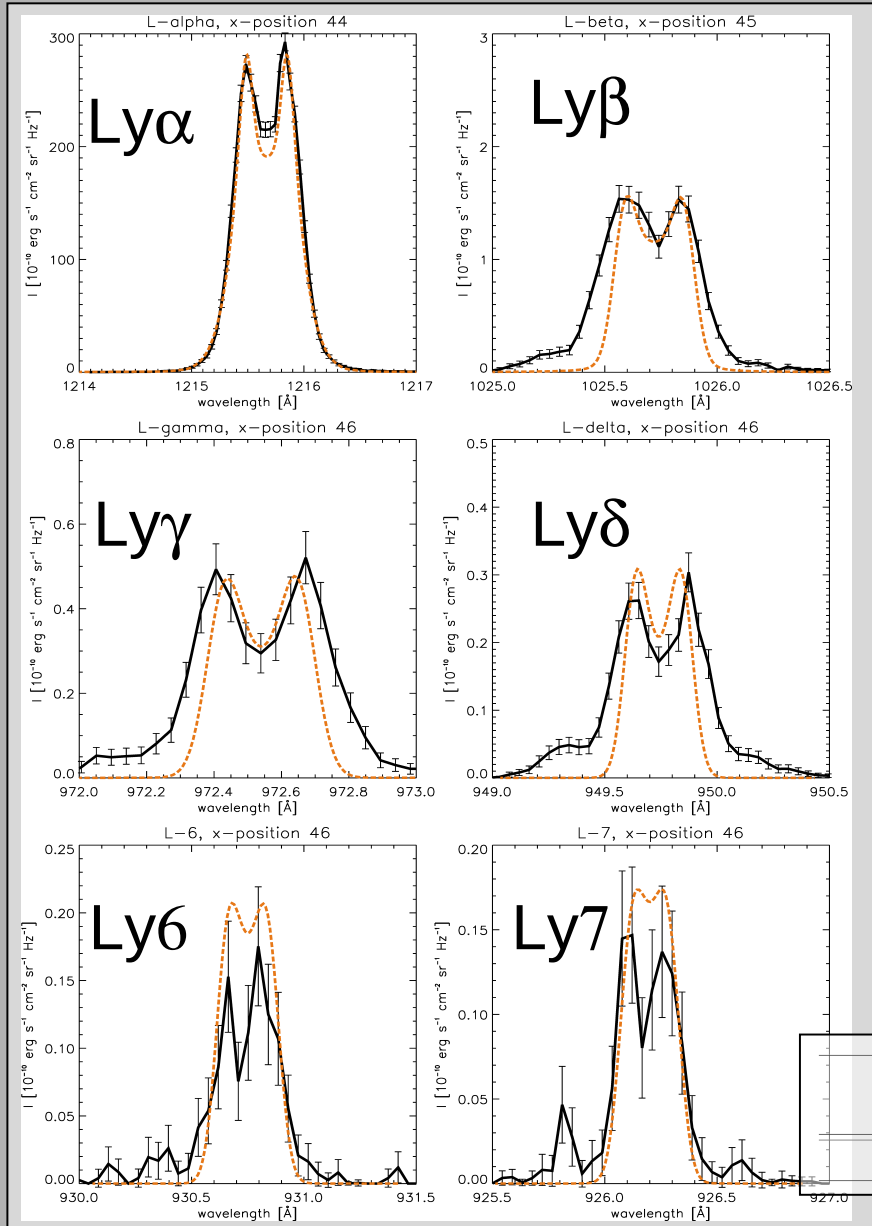 L-alpha, x-position 44
300
200
100
0
I [10⁻¹⁰ erg s⁻¹ cm⁻² sr⁻¹ Hz⁻¹]
Lyα
1214 1215 1216 1217
wavelength [Å]
L-beta, x-position 45
3
2
1
0
I [10⁻¹⁰ erg s⁻¹ cm⁻² sr⁻¹ Hz⁻¹]
Lyβ
1025.0 1025.5 1026.0 1026.5
wavelength [Å]
L-gamma, x-position 46
0.8
0.6
0.4
0.2
0.0
I [10⁻¹⁰ erg s⁻¹ cm⁻² sr⁻¹ Hz⁻¹]
Lyγ
972.0 972.2 972.4 972.6 972.8 973.0
wavelength [Å]
L-delta, x-position 46
0.5
0.4
0.3
0.2
0.1
0.0
I [10⁻¹⁰ erg s⁻¹ cm⁻² sr⁻¹ Hz⁻¹]
Lyδ
949.0 949.5 950.0 950.5
wavelength [Å]
L-6, x-position 46
0.25
0.20
0.15
0.10
0.05
0.00
I [10⁻¹⁰ erg s⁻¹ cm⁻² sr⁻¹ Hz⁻¹]
Ly6
930.0 930.5 931.0 931.5
wavelength [Å]
L-7, x-position 46
0.20
0.15
0.10
0.05
0.00
I [10⁻¹⁰ erg s⁻¹ cm⁻² sr⁻¹ Hz⁻¹]
Ly7
925.5 926.0 926.5 927.0
wavelength [Å]